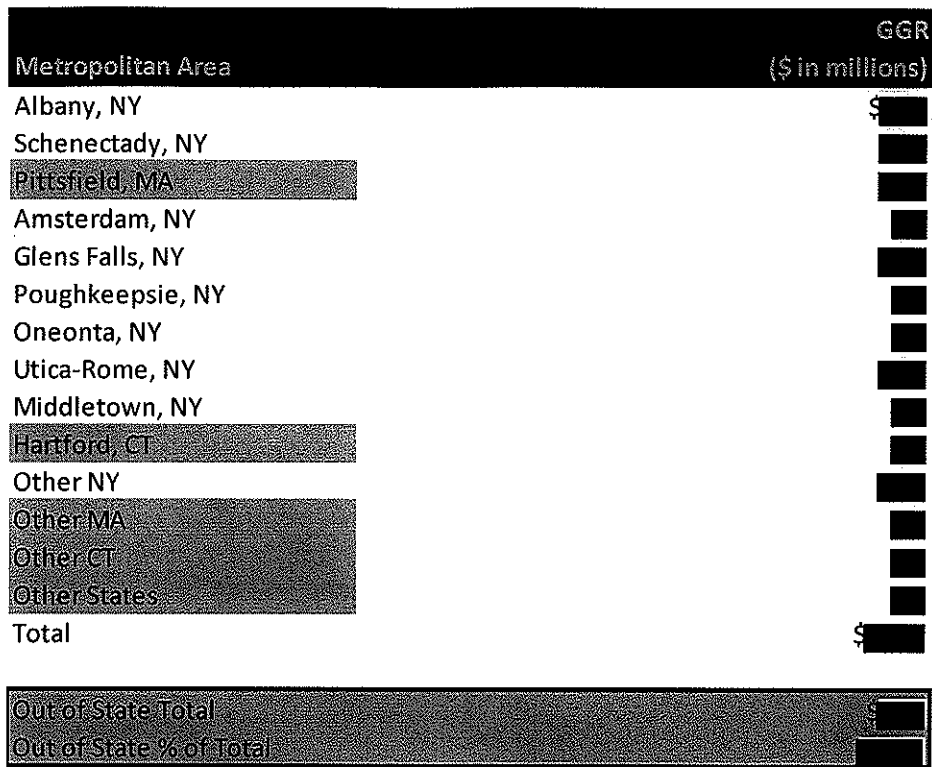 GGR
Metropolitan Area ($ in millions)
Albany, NY $
Schenectady, NY
Pittsfield, MA
Amsterdam, NY
Glens Falls, NY
Poughkeepsie, NY
Oneonta, NY
Utica-Rome, NY
Middletown, NY
Hartford, CT
Other NY
Other MA
Other CT
Other States
Total $
Out of State Total $
Out of State % of Total